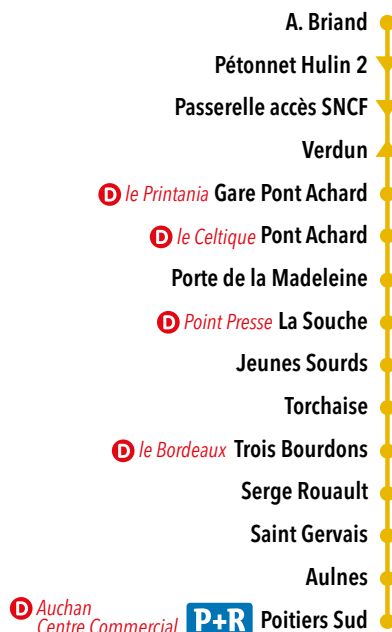 A. Briand
Pétonnet Hulin 2
Passerelle accès SNCF
Verdun
D le Printania Gare Pont Achard
D le Celtique Pont Achard
Porte de la Madeleine
D Point Presse La Souche
Jeunes Sourds
Torchaise
D le Bordeaux Trois Bourdons
Serge Rouault
Saint Gervais
Aulnes
D Auchan
Centre Commercial P+R Poitiers Sud